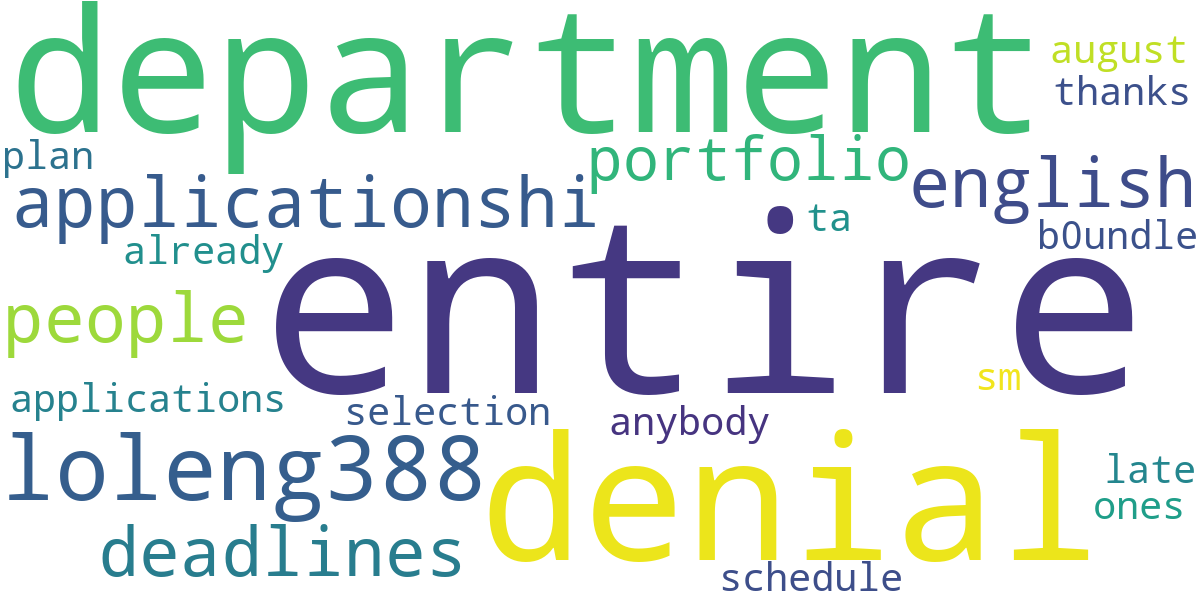 department
august
thanks
plan
portfolio
english
applicationshi
ta
b0undle
already
entire
people
sm
applications
selection
anybody
loleng388
denial
late
ones
deadlines
schedule